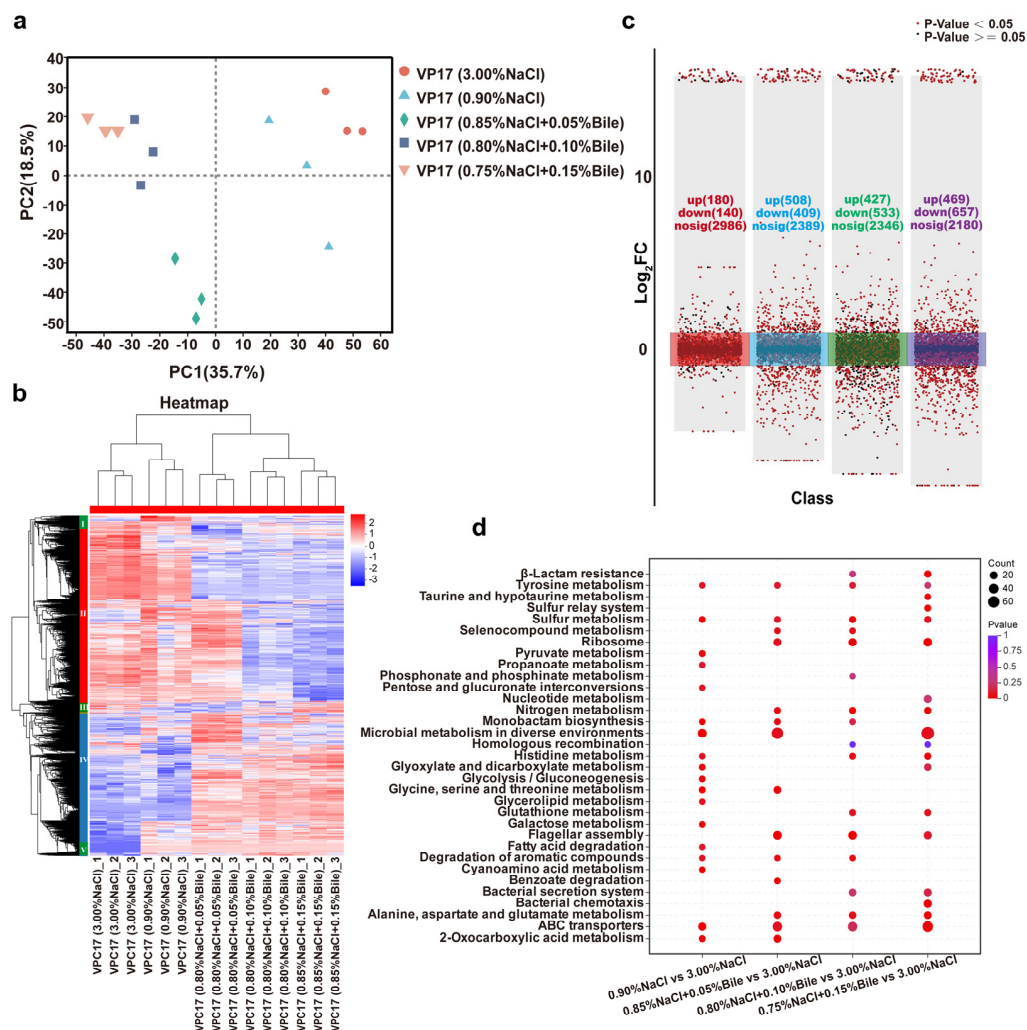 a
40
30
20
10
0
-10
-20
-30
-40
-50
PC2(18.5%)
-50 -40 -30 -20 -10 0 10 20 30 40 50 60
PC1(35.7%)
VP17 (3.00%NaCl)
VP17 (0.90%NaCl)
VP17 (0.85%NaCl+0.05%Bile)
VP17 (0.80%NaCl+0.10%Bile)
VP17 (0.75%NaCl+0.15%Bile)
c
P-Value < 0.05
P-Value >= 0.05
10
0
Log2FC
up(180)
down(140)
nosig(2986)
up(508)
down(409)
nosig(2389)
up(427)
down(533)
nosig(2346)
up(469)
down(657)
nosig(2180)
Class
b
Heatmap
2
1
0
-1
-2
-3
I
II
III
IV
V
VPC17 (3.00%NaCl)_1
VPC17 (3.00%NaCl)_2
VPC17 (3.00%NaCl)_3
VPC17 (0.90%NaCl)_1
VPC17 (0.90%NaCl)_2
VPC17 (0.90%NaCl)_3
VPC17 (0.80%NaCl+0.05%Bile)_1
VPC17 (0.80%NaCl+0.05%Bile)_2
VPC17 (0.80%NaCl+0.05%Bile)_3
VPC17 (0.80%NaCl+0.10%Bile)_1
VPC17 (0.80%NaCl+0.10%Bile)_2
VPC17 (0.80%NaCl+0.10%Bile)_3
VPC17 (0.85%NaCl+0.15%Bile)_1
VPC17 (0.85%NaCl+0.15%Bile)_2
VPC17 (0.85%NaCl+0.15%Bile)_3
d
β-Lactam resistance
Tyrosine metabolism
Taurine and hypotaurine metabolism
Sulfur relay system
Sulfur metabolism
Selenocompound metabolism
Ribosome
Pyruvate metabolism
Propanoate metabolism
Phosphonate and phosphinate metabolism
Pentose and glucuronate interconversions
Nucleotide metabolism
Nitrogen metabolism
Monobactam biosynthesis
Microbial metabolism in diverse environments
Homologous recombination
Histidine metabolism
Glyoxylate and dicarboxylate metabolism
Glycolysis / Gluconeogenesis
Glycine, serine and threonine metabolism
Glycerolipid metabolism
Glutathione metabolism
Galactose metabolism
Flagellar assembly
Fatty acid degradation
Degradation of aromatic compounds
Cyanoamino acid metabolism
Benzoate degradation
Bacterial secretion system
Bacterial chemotaxis
Alanine, aspartate and glutamate metabolism
ABC transporters
2-Oxocarboxylic acid metabolism
0.90%NaCl vs 3.00%NaCl
0.85%NaCl+0.05%Bile vs 3.00%NaCl
0.80%NaCl+0.10%Bile vs 3.00%NaCl
0.75%NaCl+0.15%Bile vs 3.00%NaCl
Count
20
40
60
Pvalue
1
0.75
0.5
0.25
0